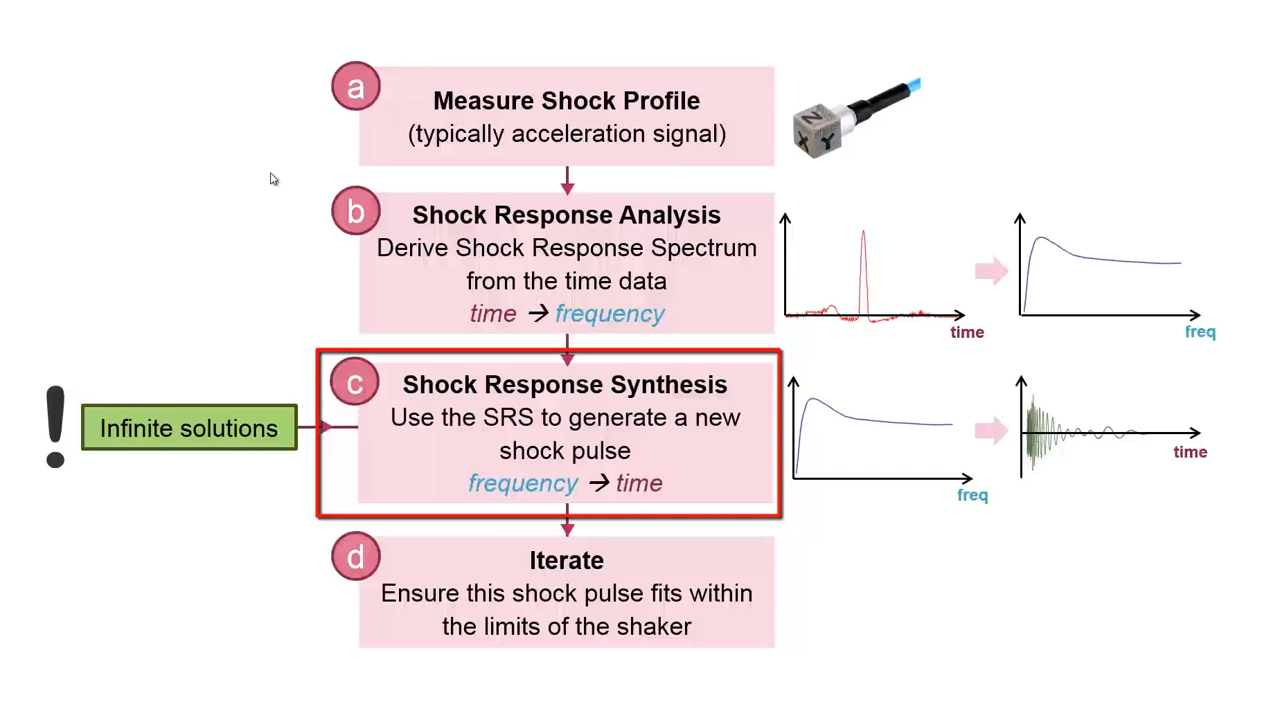 a
Measure Shock Profile
(typically acceleration signal)
Z
X
Y
b
Shock Response Analysis
Derive Shock Response Spectrum
from the time data
time → frequency
time
freq
c
Shock Response Synthesis
Use the SRS to generate a new
shock pulse
frequency → time
!
Infinite solutions
freq
time
d
Iterate
Ensure this shock pulse fits within
the limits of the shaker